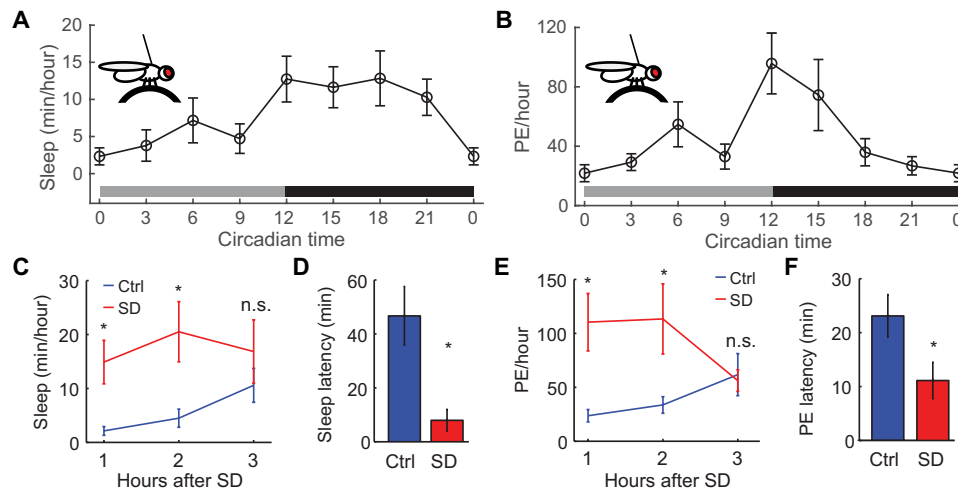 A
Sleep (min/hour)
20
15
10
5
0
0 3 6 9 12 15 18 21 0
Circadian time
B
PE/hour
120
80
40
0
0 3 6 9 12 15 18 21 0
Circadian time
C
Sleep (min/hour)
30
20
10
0
Ctrl
SD
*
*
n.s.
1 2 3
Hours after SD
D
Sleep latency (min)
60
40
20
0
*
Ctrl SD
E
PE/hour
150
100
50
0
Ctrl
SD
*
*
n.s.
1 2 3
Hours after SD
F
PE latency (min)
30
20
10
0
*
Ctrl SD